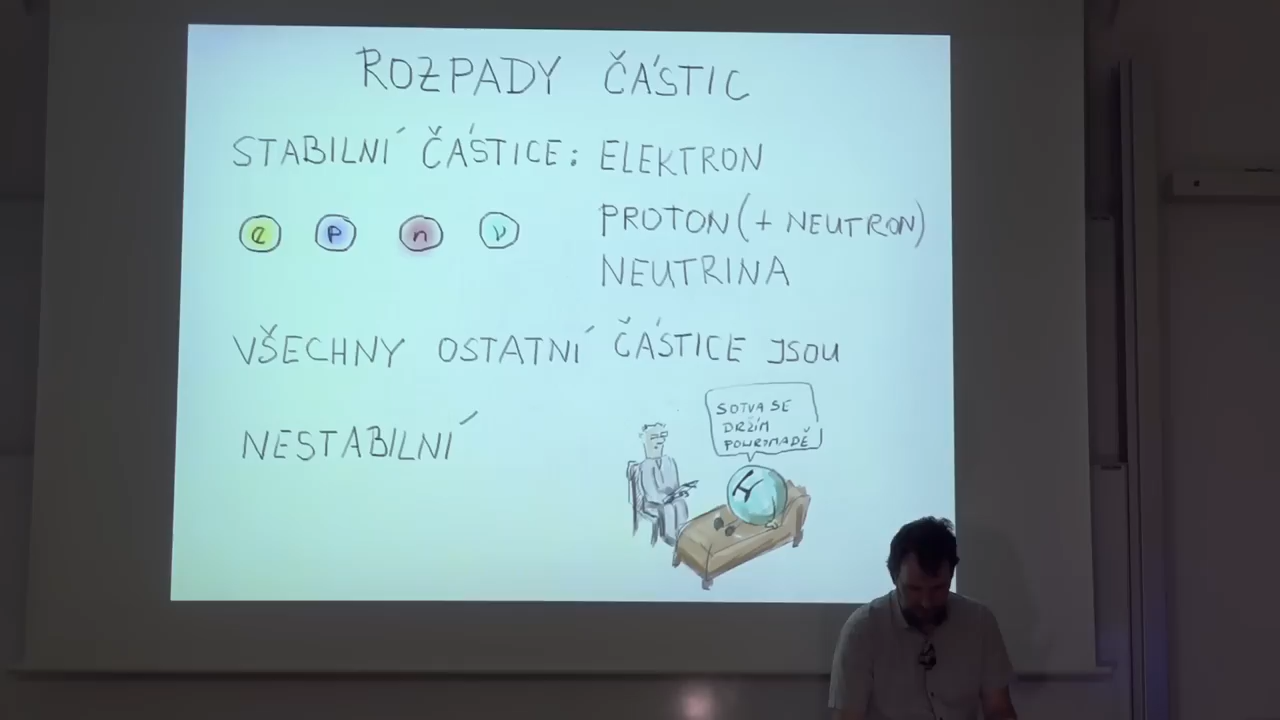 ROZPADY ČÁSTIC
STABILNÍ ČÁSTICE: ELEKTRON
e p n ν
PROTON (+ NEUTRON)
NEUTRINA
VŠECHNY OSTATNÍ ČÁSTICE JSOU
NESTABILNÍ
SOTVA SE
DRŽÍM
POHROMADĚ
H